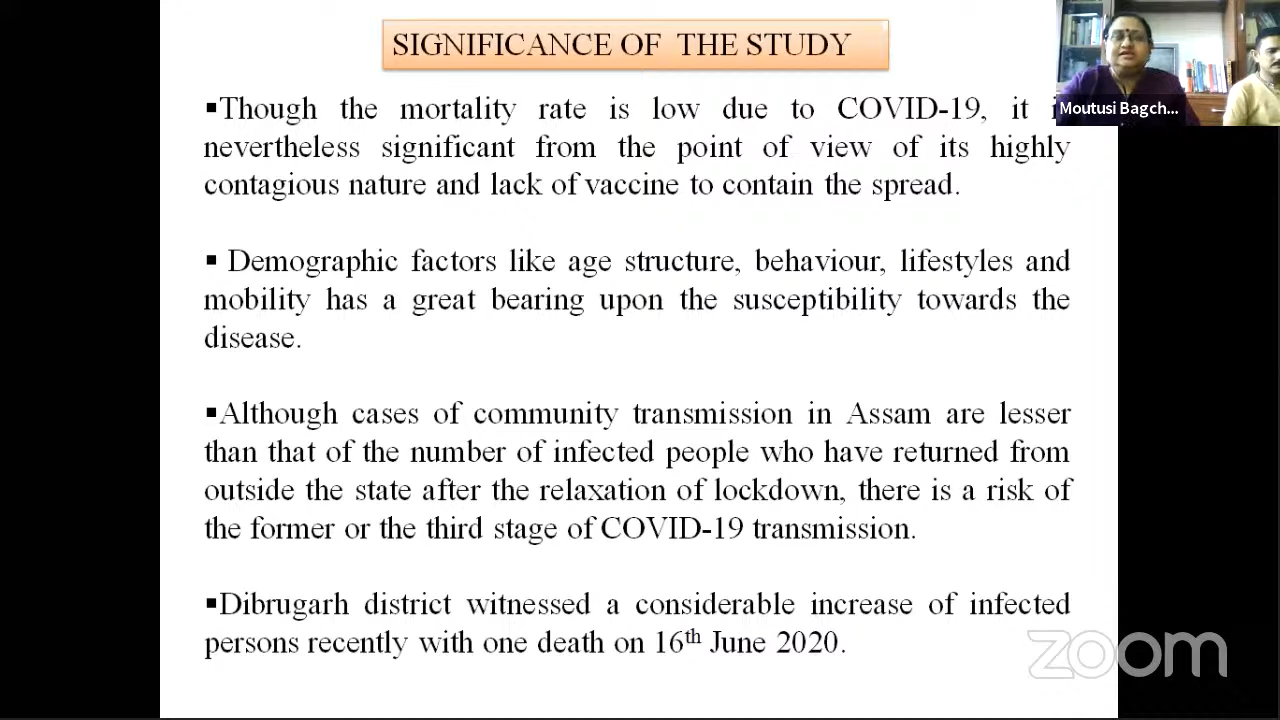 SIGNIFICANCE OF THE STUDY
▪Though the mortality rate is low due to COVID-19, it
nevertheless significant from the point of view of its highly
contagious nature and lack of vaccine to contain the spread.
▪ Demographic factors like age structure, behaviour, lifestyles and
mobility has a great bearing upon the susceptibility towards the
disease.
▪Although cases of community transmission in Assam are lesser
than that of the number of infected people who have returned from
outside the state after the relaxation of lockdown, there is a risk of
the former or the third stage of COVID-19 transmission.
▪Dibrugarh district witnessed a considerable increase of infected
persons recently with one death on 16th June 2020.
Moutusi Bagch...
zoom